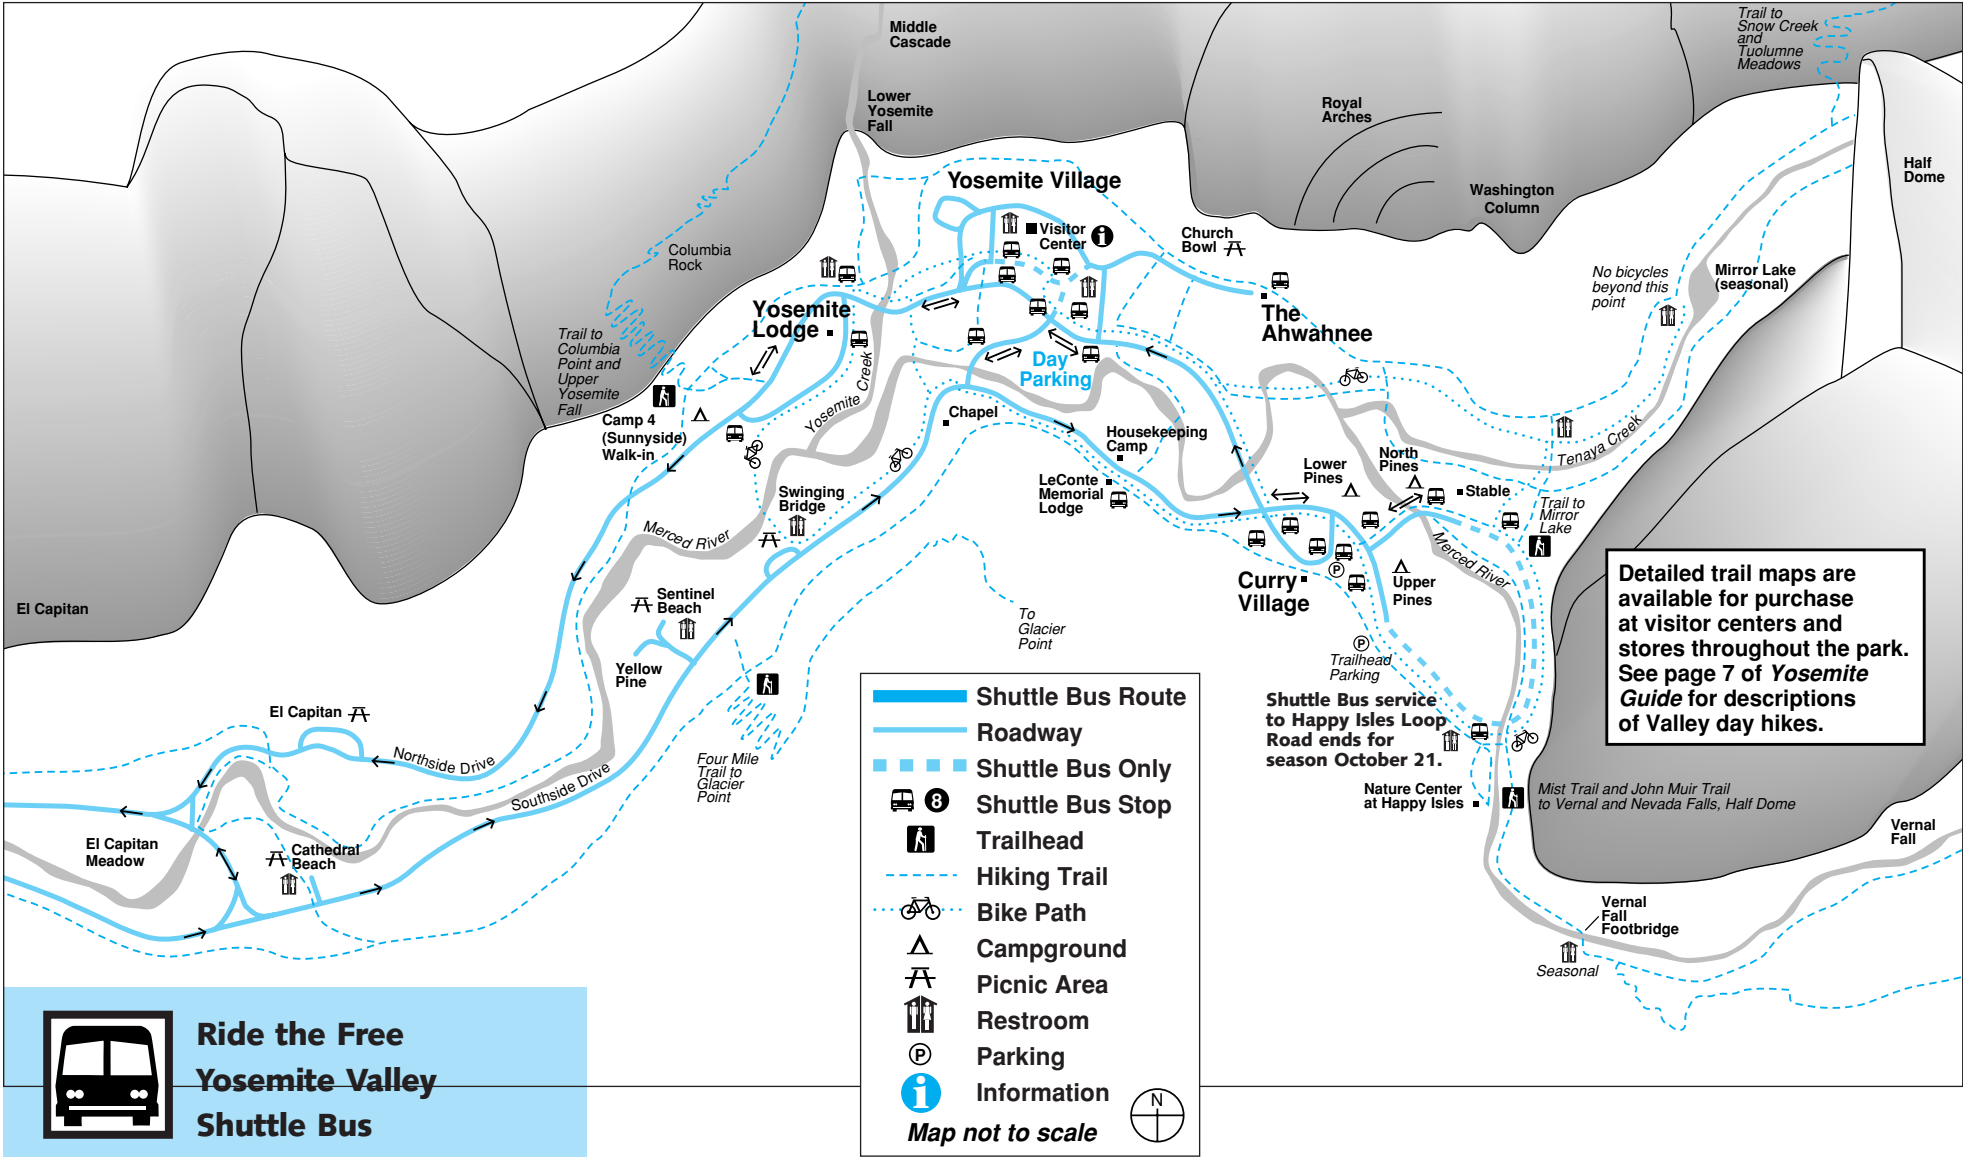 Middle
Cascade
Lower
Yosemite
Fall
Trail to
Snow Creek
and
Tuolumne
Meadows
Royal
Arches
Half
Dome
Washington
Column
Yosemite Village
Visitor
Center
Church
Bowl
Columbia
Rock
No bicycles
beyond this
point
Mirror Lake
(seasonal)
Yosemite
Lodge
The
Ahwahnee
Trail to
Columbia
Point and
Upper
Yosemite
Fall
Day
Parking
Yosemite Creek
Camp 4
(Sunnyside)
Walk-in
Chapel
Housekeeping
Camp
North
Pines
Tenaya Creek
Lower
Pines
LeConte
Memorial
Lodge
Stable
Swinging
Bridge
Trail to
Mirror
Lake
Merced River
Merced River
El Capitan
Sentinel
Beach
Curry
Village
Upper
Pines
Detailed trail maps are
available for purchase
at visitor centers and
stores throughout the park.
See page 7 of Yosemite
Guide for descriptions
of Valley day hikes.
To
Glacier
Point
Yellow
Pine
P
P
Trailhead
Parking
Shuttle Bus service
to Happy Isles Loop
Road ends for
season October 21.
El Capitan
Northside Drive
Southside Drive
Four Mile
Trail to
Glacier
Point
Nature Center
at Happy Isles
Mist Trail and John Muir Trail
to Vernal and Nevada Falls, Half Dome
El Capitan
Meadow
Cathedral
Beach
Vernal
Fall
Vernal
Fall
Footbridge
Seasonal
Shuttle Bus Route
Roadway
Shuttle Bus Only
8 Shuttle Bus Stop
Trailhead
Hiking Trail
Bike Path
Campground
Picnic Area
Restroom
P Parking
i Information
Map not to scale
N
Ride the Free
Yosemite Valley
Shuttle Bus